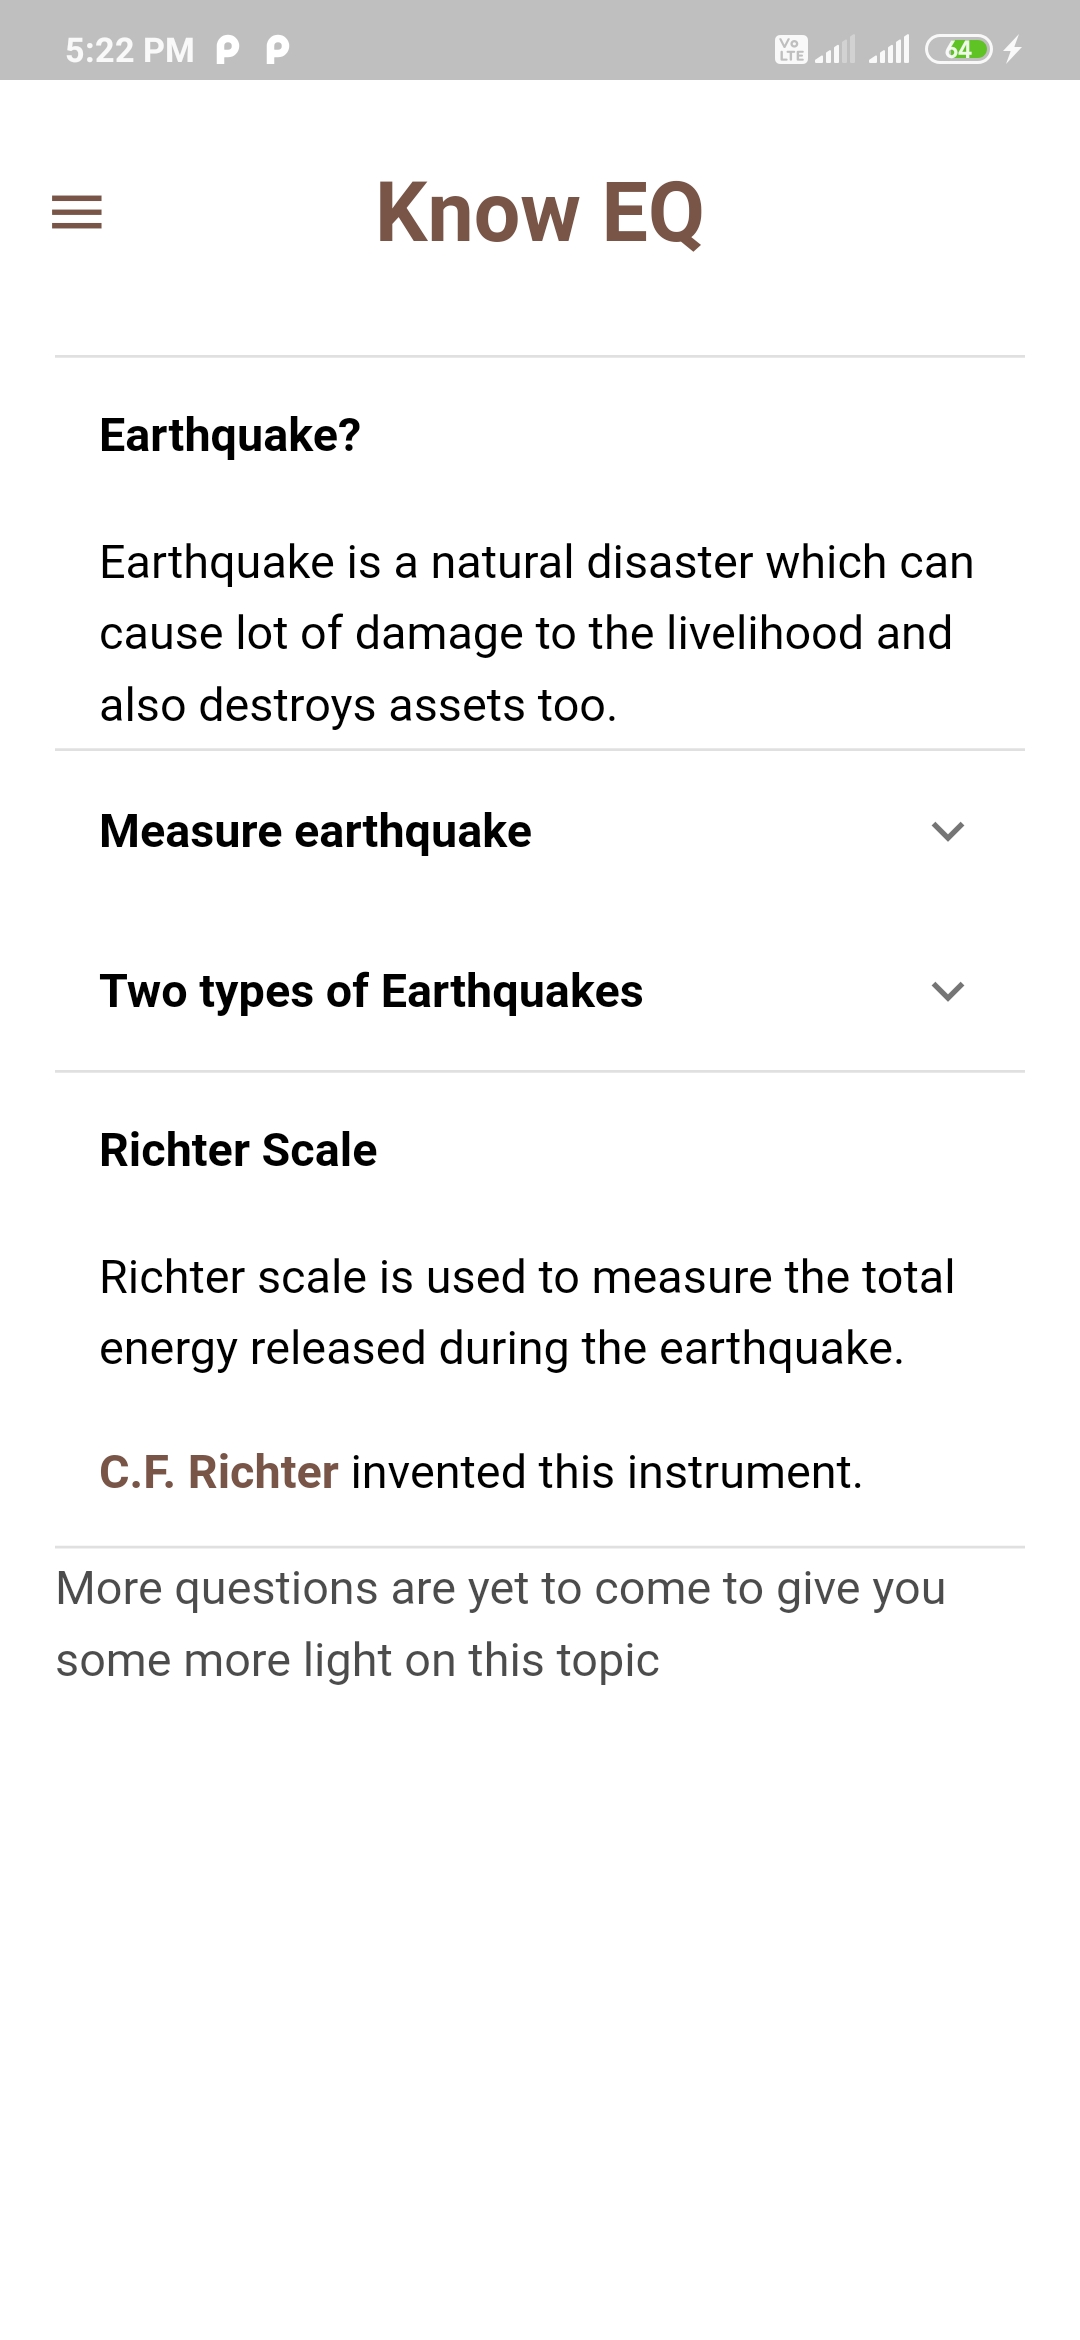 5:22 PM
Vo LTE
64
Know EQ
Earthquake?
Earthquake is a natural disaster which can
cause lot of damage to the livelihood and
also destroys assets too.
Measure earthquake
Two types of Earthquakes
Richter Scale
Richter scale is used to measure the total
energy released during the earthquake.
C.F. Richter invented this instrument.
More questions are yet to come to give you
some more light on this topic